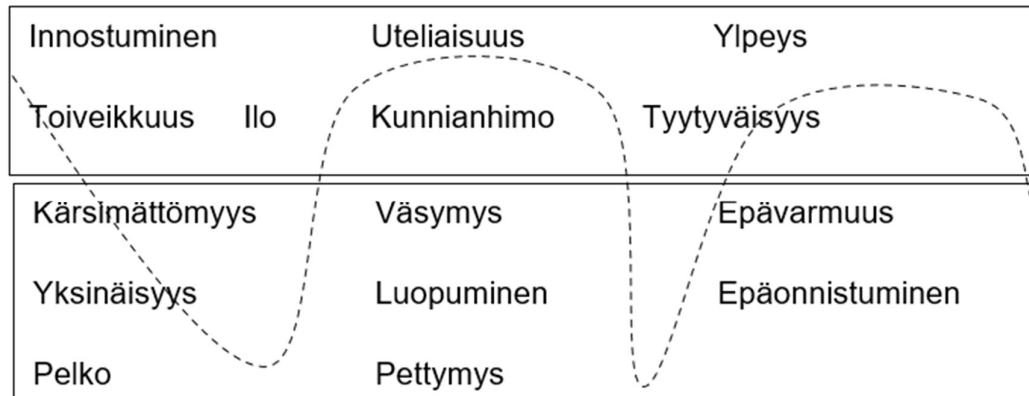 Innostuminen Uteliaisuus Ylpeys
Toiveikkuus Ilo Kunnianhimo Tyytyväisyys
Kärsimättömyys Väsymys Epävarmuus
Yksinäisyys Luopuminen Epäonnistuminen
Pelko Pettymys